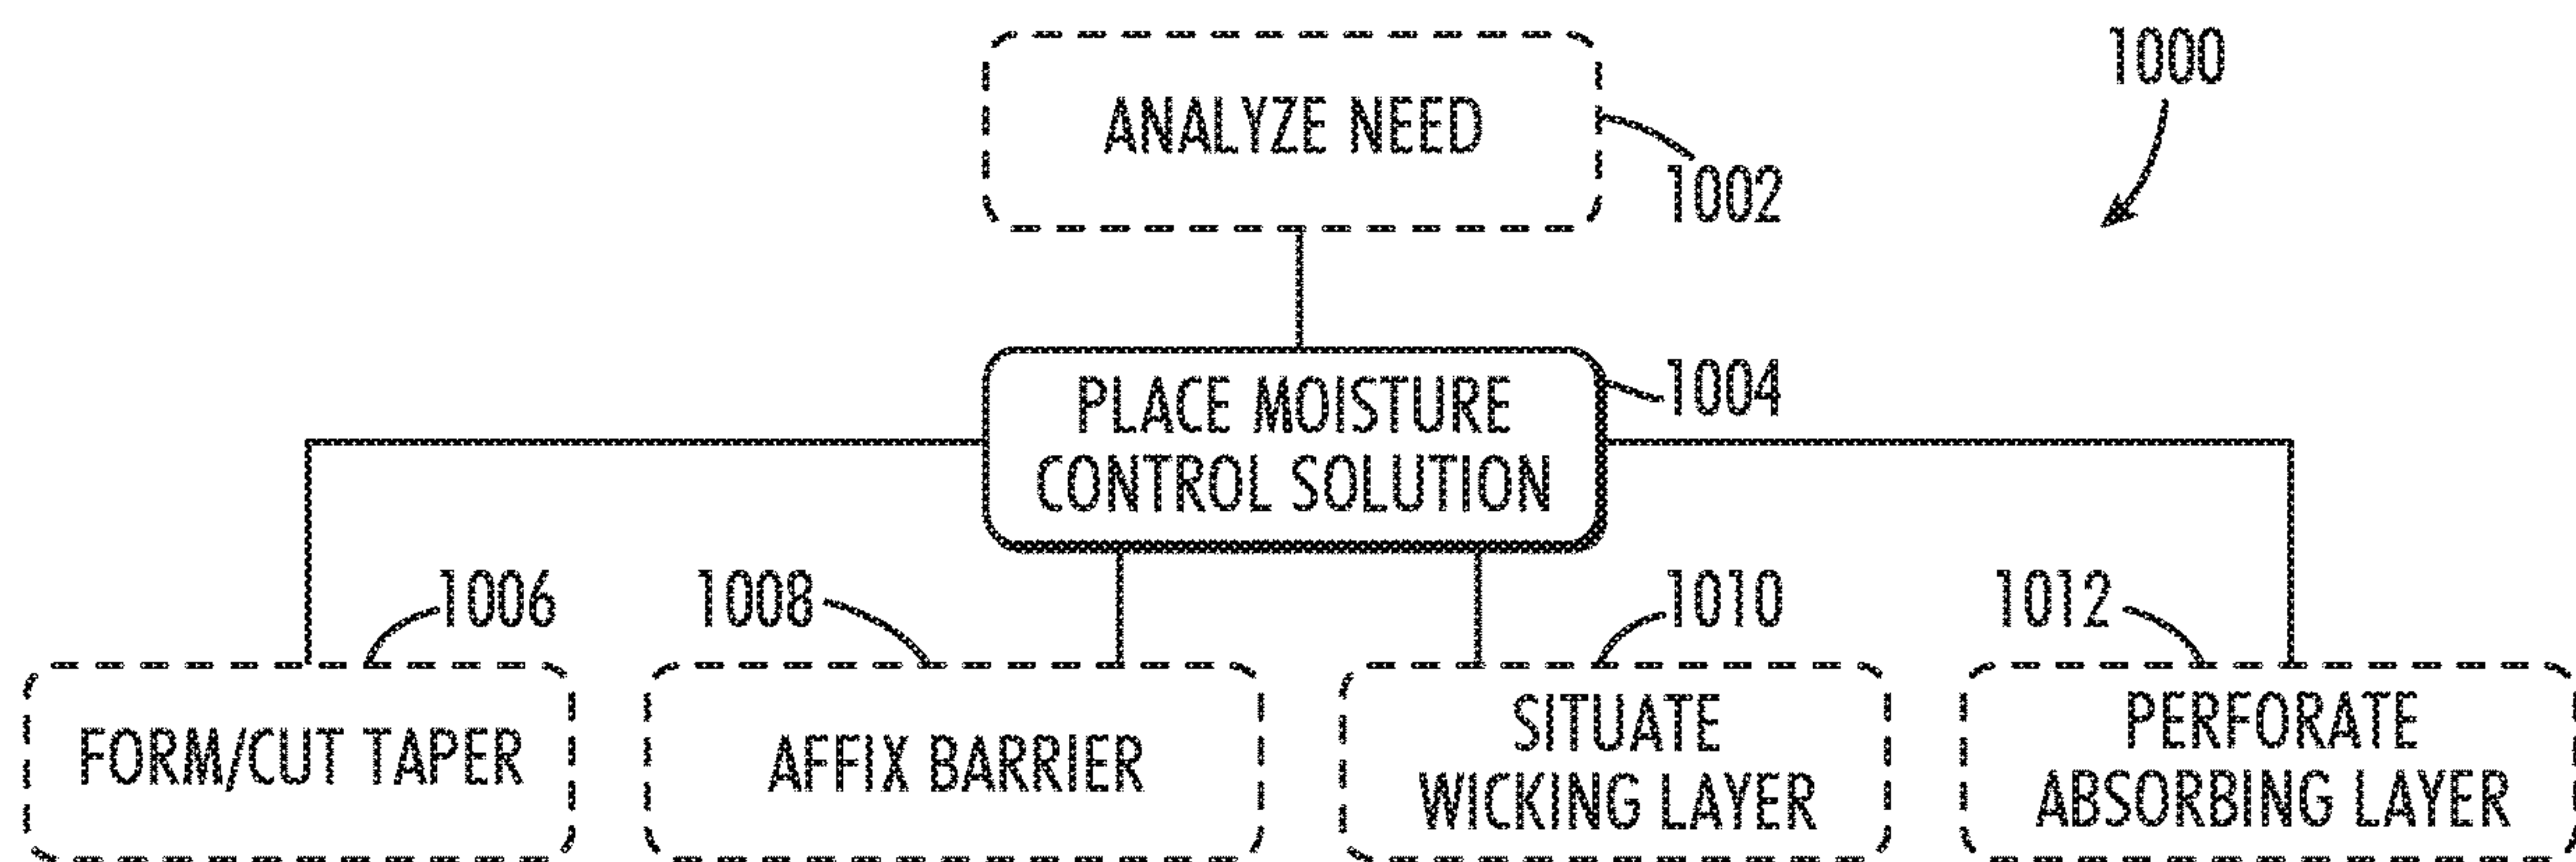 1000
ANALYZE NEED
1002
PLACE MOISTURE
CONTROL SOLUTION
1004
1006
1008
1010
1012
FORM/CUT TAPER
AFFIX BARRIER
SITUATE
WICKING LAYER
PERFORATE
ABSORBING LAYER